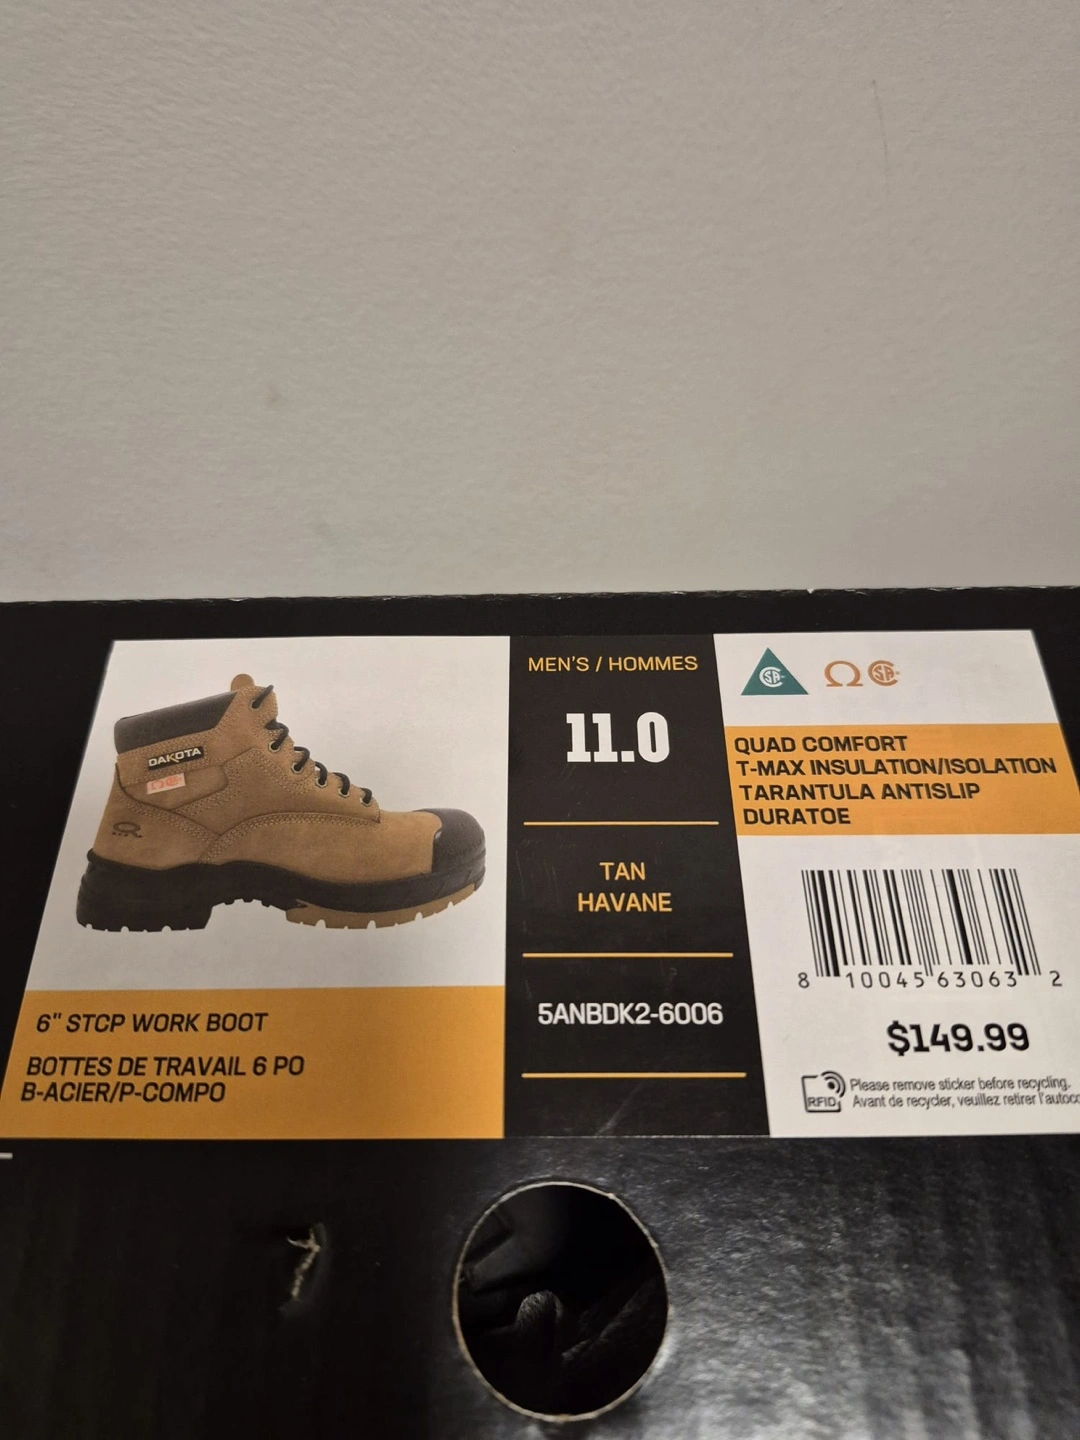 DAKOTA
6" STCP WORK BOOT
BOTTES DE TRAVAIL 6 PO
B-ACIER/P-COMPO
MEN'S / HOMMES
11.0
TAN
HAVANE
5ANBDK2-6006
Ω CSA
QUAD COMFORT
T-MAX INSULATION/ISOLATION
TARANTULA ANTISLIP
DURATOE
8 10045 63063 2
$149.99
RFID
Please remove sticker before recycling.
Avant de recycler, veuillez retirer l'autoco